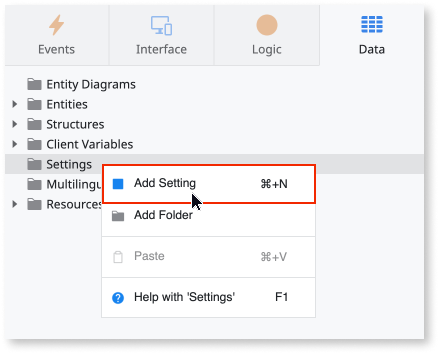 Events Interface Logic Data
Entity Diagrams
Entities
Structures
Client Variables
Settings
Add Setting ⌘+N
Multilingu
Resources
Add Folder
Paste ⌘+V
? Help with 'Settings' F1